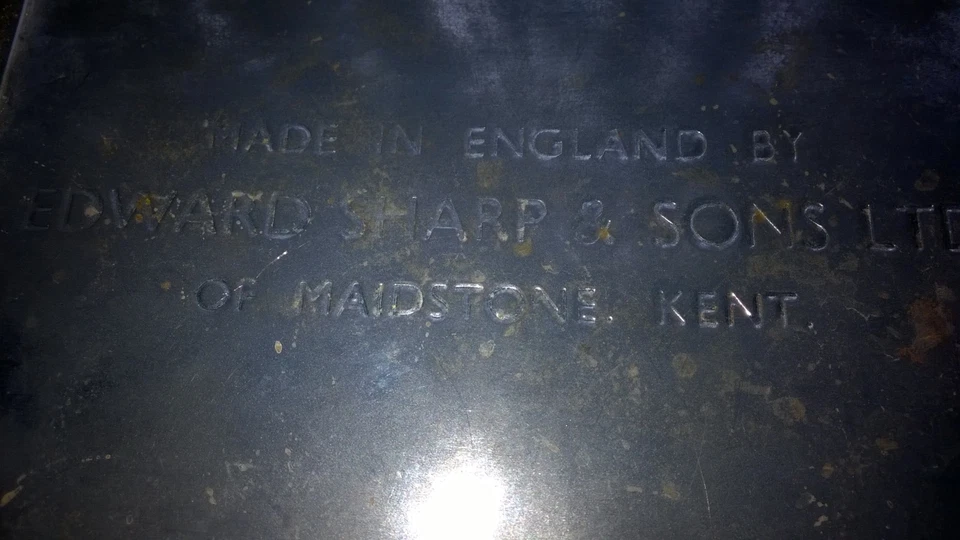 MADE IN ENGLAND BY
EDWARD SHARP & SONS LTD
OF MAIDSTONE. KENT